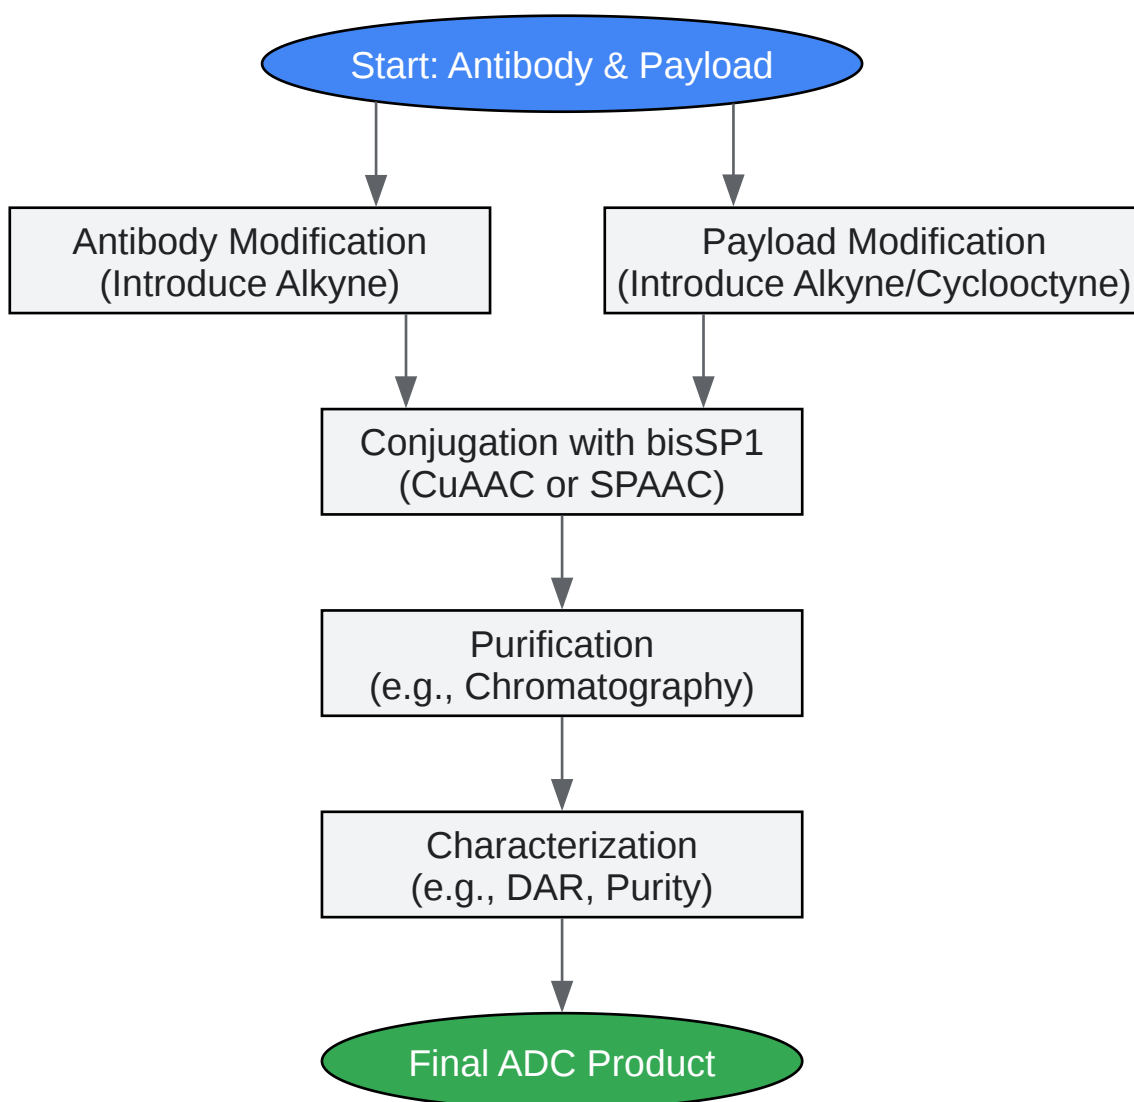 Start: Antibody & Payload
Antibody Modification
(Introduce Alkyne)
Payload Modification
(Introduce Alkyne/Cyclooctyne)
Conjugation with bisSP1
(CuAAC or SPAAC)
Purification
(e.g., Chromatography)
Characterization
(e.g., DAR, Purity)
Final ADC Product